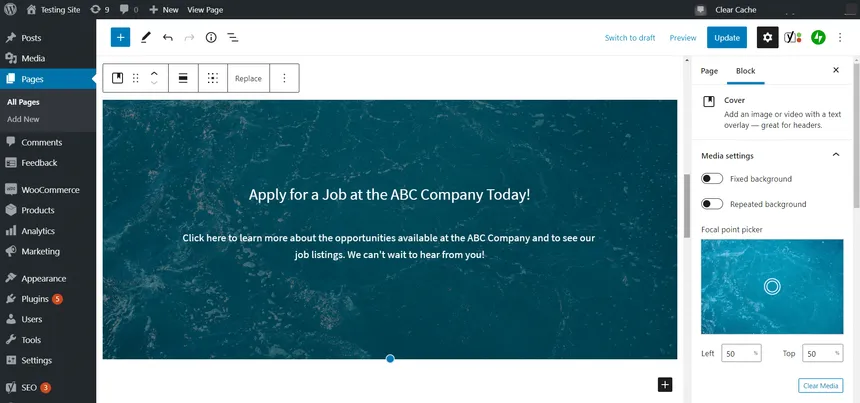 Testing Site 9 0 New View Page Clear Cache
Posts
Media
Pages
All Pages
Add New
Comments
Feedback
WooCommerce
Products
Analytics
Marketing
Appearance
Plugins 5
Users
Tools
Settings
SEO 3
Switch to draft Preview Update
Replace
Apply for a Job at the ABC Company Today!
Click here to learn more about the opportunities available at the ABC Company and to see our
job listings. We can't wait to hear from you!
Page Block
Cover
Add an image or video with a text
overlay — great for headers.
Media settings
Fixed background
Repeated background
Focal point picker
Left 50 % Top 50 %
Clear Media